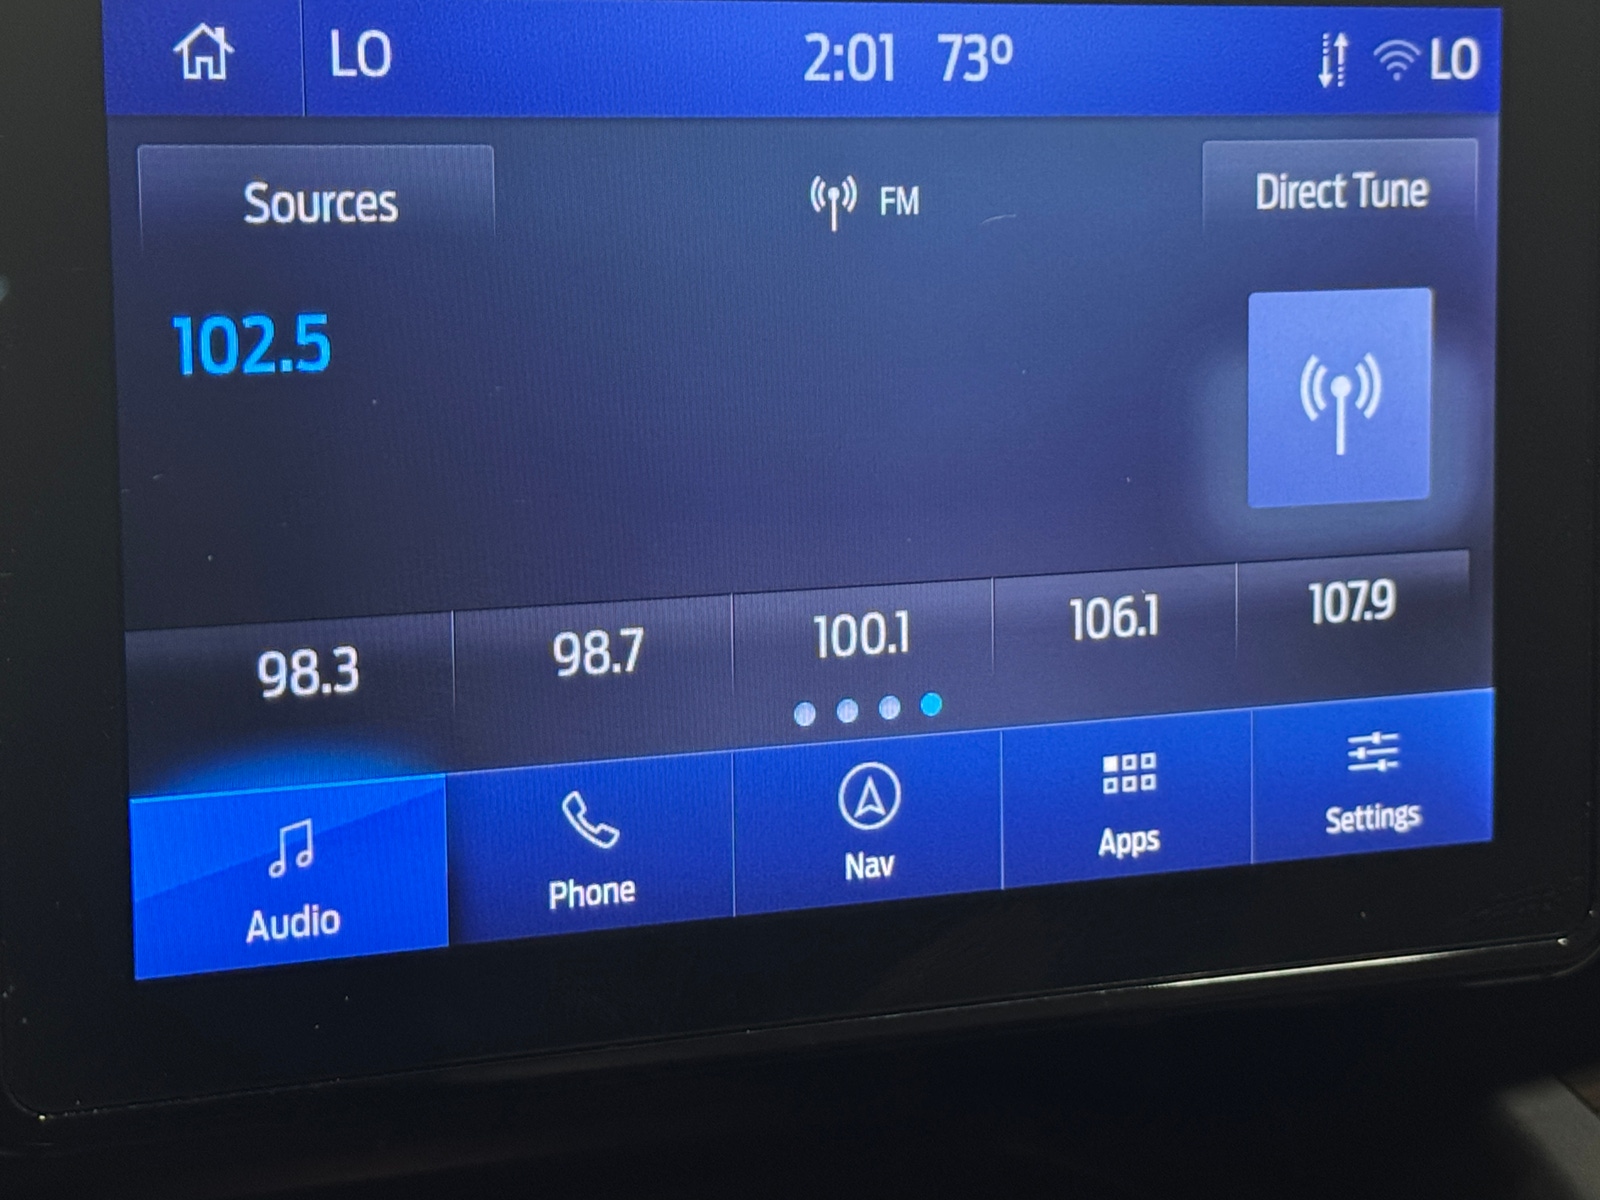 LO 2:01 73° LO
Sources FM Direct Tune
102.5
98.3 98.7 100.1 106.1 107.9
Audio Phone Nav Apps Settings